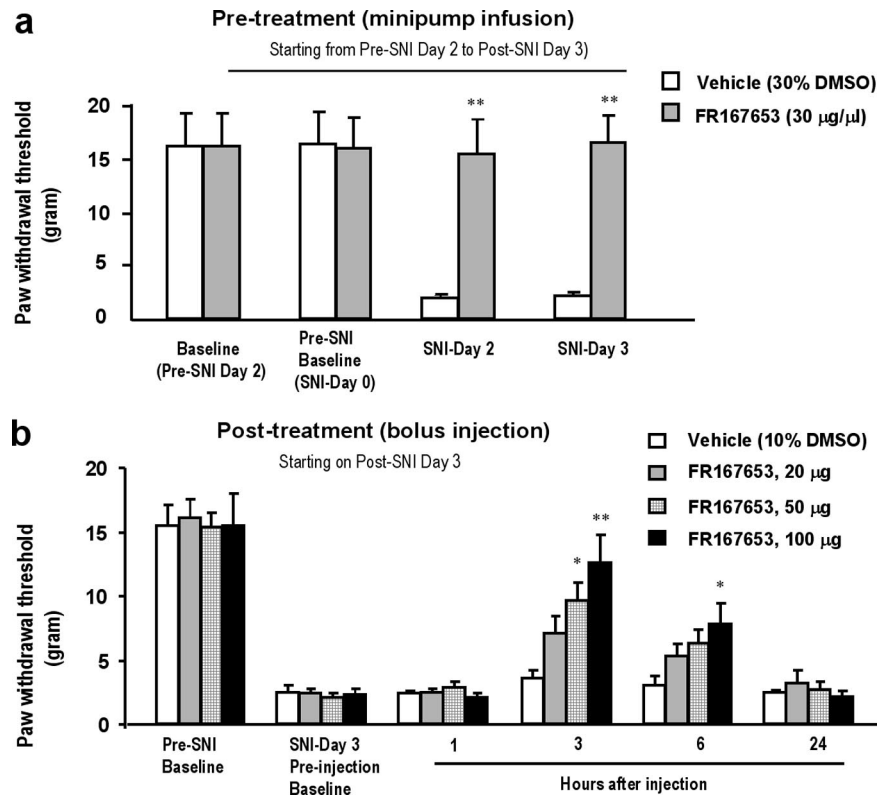 a
Pre-treatment (minipump infusion)
Starting from Pre-SNI Day 2 to Post-SNI Day 3)
Vehicle (30% DMSO)
FR167653 (30 μg/μl)
Paw withdrawal threshold
(gram)
20
15
10
5
0
** **
Baseline
(Pre-SNI Day 2)
Pre-SNI
Baseline
(SNI-Day 0)
SNI-Day 2
SNI-Day 3
b
Post-treatment (bolus injection)
Starting on Post-SNI Day 3
Vehicle (10% DMSO)
FR167653, 20 μg
FR167653, 50 μg
FR167653, 100 μg
Paw withdrawal threshold
(gram)
20
15
10
5
0
* ** *
Pre-SNI
Baseline
SNI-Day 3
Pre-injection
Baseline
1 3 6 24
Hours after injection